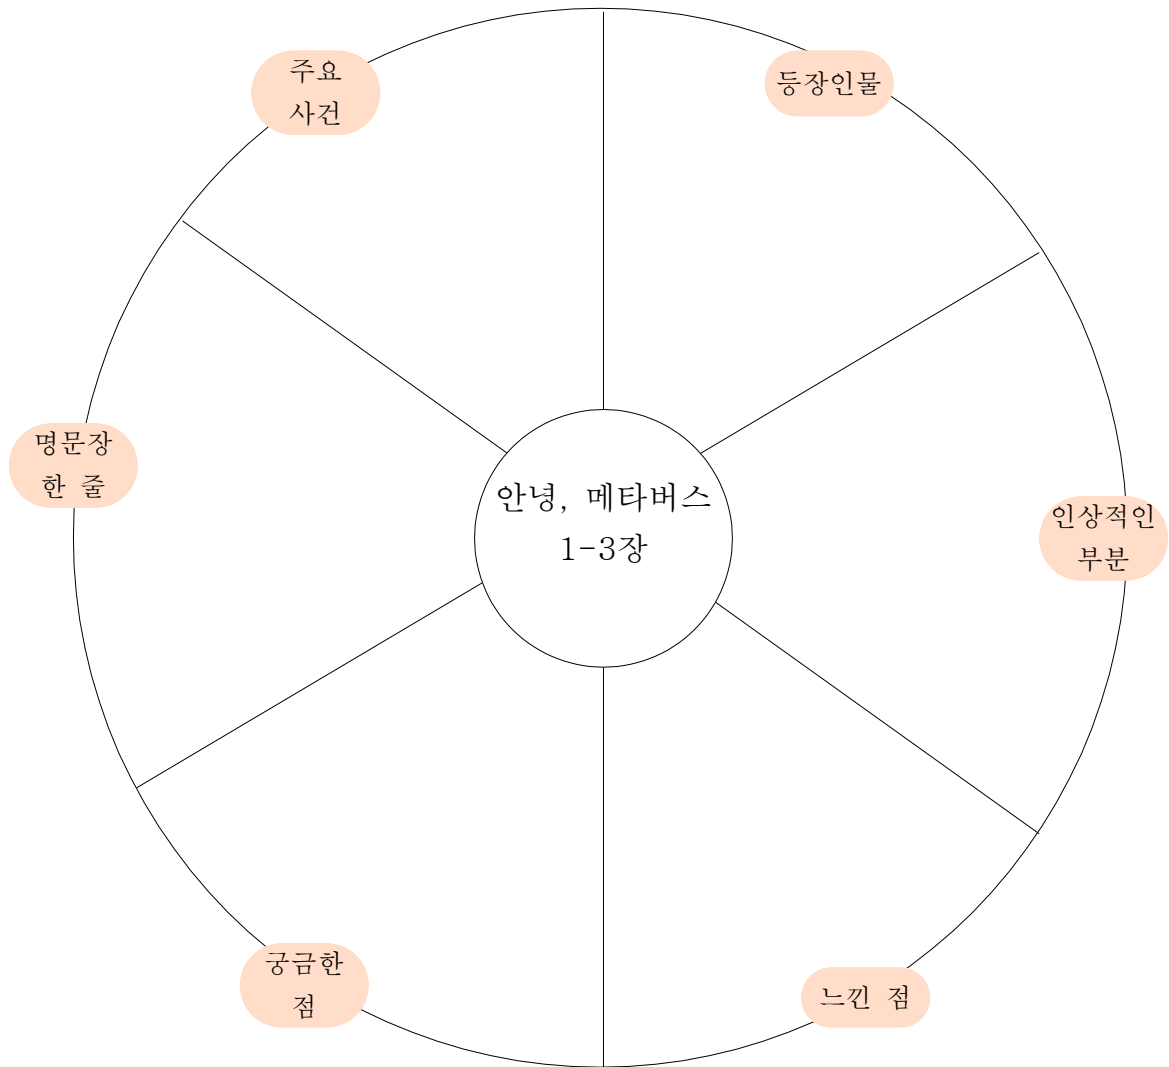 주요
사건
등장인물
명문장
한 줄
안녕, 메타버스
1-3장
인상적인
부분
궁금한
점
느낀 점